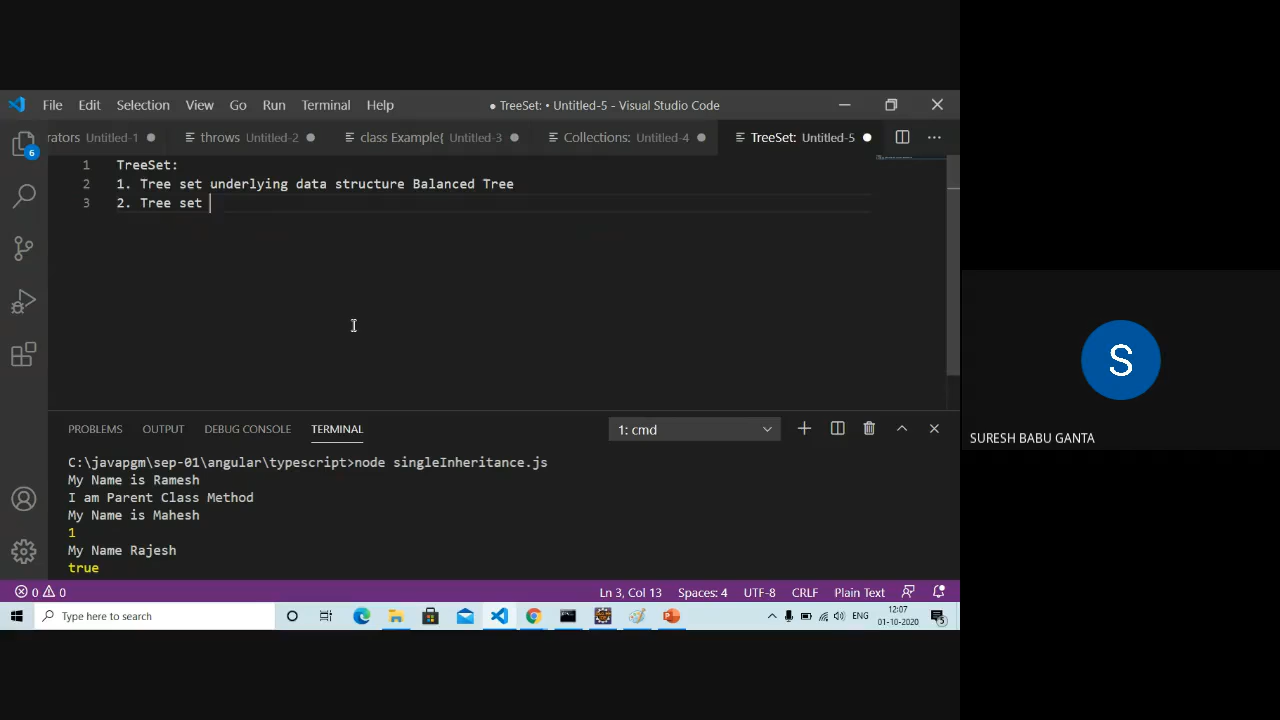 File Edit Selection View Go Run Terminal Help ● TreeSet: • Untitled-5 - Visual Studio Code
rators Untitled-1 throws Untitled-2 class Example{ Untitled-3 Collections: Untitled-4 TreeSet: Untitled-5
1 TreeSet:
2 1. Tree set underlying data structure Balanced Tree
3 2. Tree set
6
S
SURESH BABU GANTA
PROBLEMS OUTPUT DEBUG CONSOLE TERMINAL 1: cmd
C:\javapgm\sep-01\angular\typescript>node singleInheritance.js
My Name is Ramesh
I am Parent Class Method
My Name is Mahesh
1
My Name Rajesh
true
0 0 Ln 3, Col 13 Spaces: 4 UTF-8 CRLF Plain Text
Type here to search ENG 12:07
01-10-2020 5